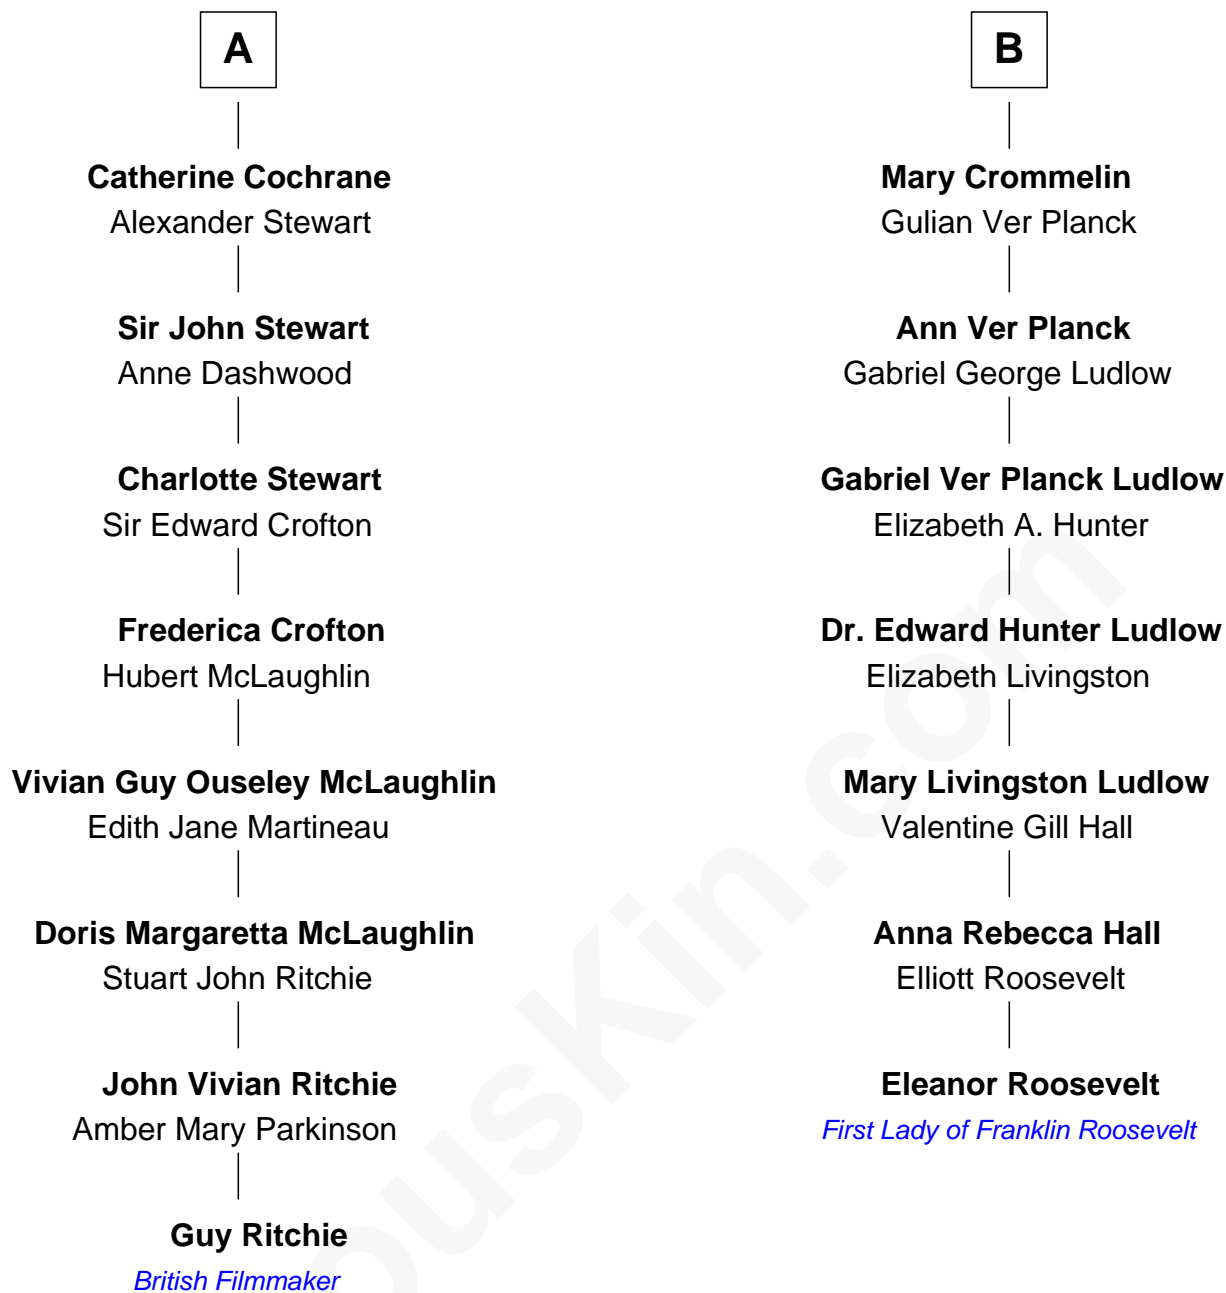 A
Catherine Cochrane
Alexander Stewart
Sir John Stewart
Anne Dashwood
Charlotte Stewart
Sir Edward Crofton
Frederica Crofton
Hubert McLaughlin
Vivian Guy Ouseley McLaughlin
Edith Jane Martineau
Doris Margaretta McLaughlin
Stuart John Ritchie
John Vivian Ritchie
Amber Mary Parkinson
Guy Ritchie
British Filmmaker
B
Mary Crommelin
Gulian Ver Planck
Ann Ver Planck
Gabriel George Ludlow
Gabriel Ver Planck Ludlow
Elizabeth A. Hunter
Dr. Edward Hunter Ludlow
Elizabeth Livingston
Mary Livingston Ludlow
Valentine Gill Hall
Anna Rebecca Hall
Elliott Roosevelt
Eleanor Roosevelt
First Lady of Franklin Roosevelt
ousKin.com